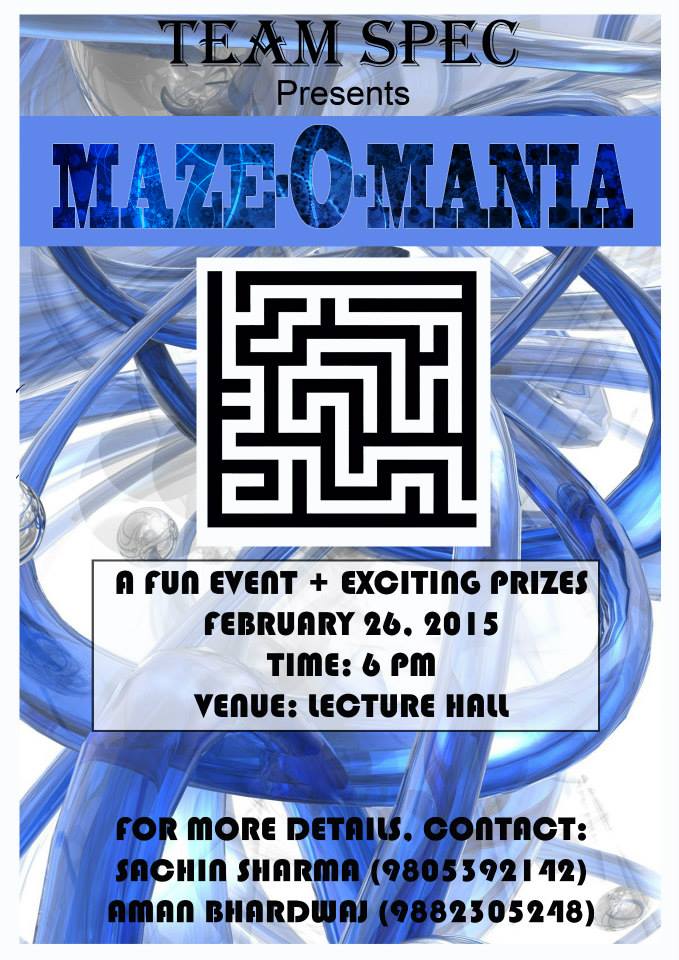 TEAM SPEC
Presents
MAZE-O-MANIA
A FUN EVENT + EXCITING PRIZES
FEBRUARY 26, 2015
TIME: 6 PM
VENUE: LECTURE HALL
FOR MORE DETAILS, CONTACT:
SACHIN SHARMA (9805392142)
AMAN BHARDWAJ (9882305248)